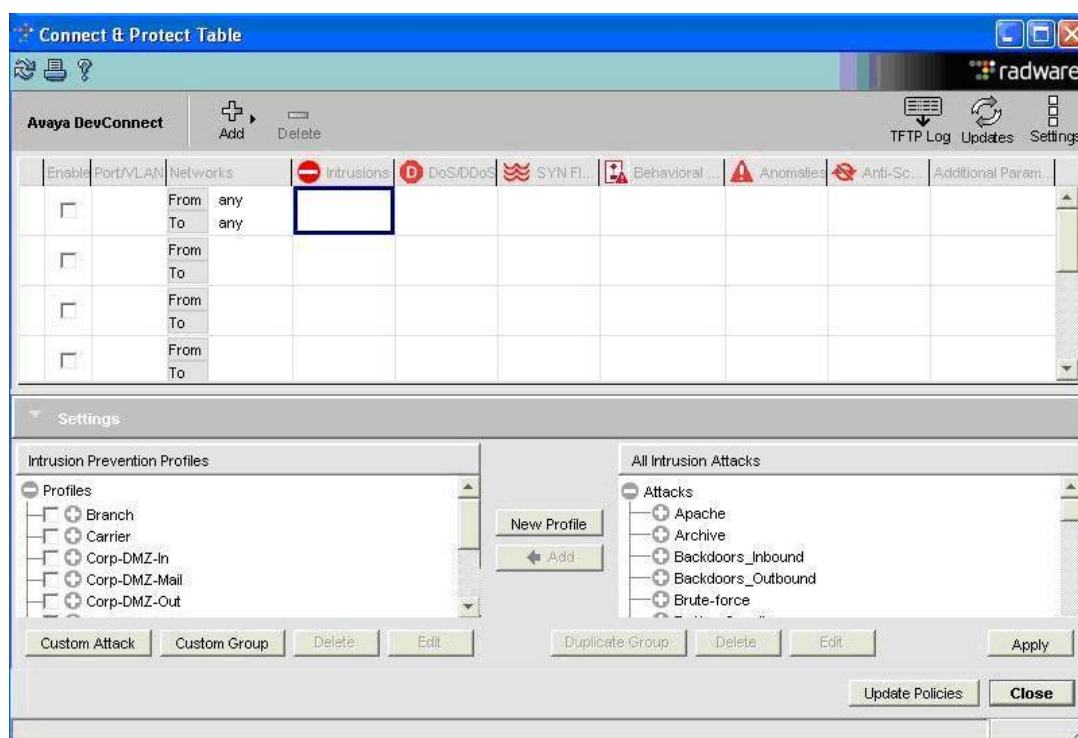 Connect & Protect Table
radware
Avaya DevConnect
Add
Delete
TFTP Log
Updates
Settings
Enable Port/VLAN Networks Intrusions DoS/DDoS SYN Fl... Behavioral ... Anomalies Anti-Sc... Additional Param...
From any
To any
From
To
From
To
From
To
Settings
Intrusion Prevention Profiles
Profiles
Branch
Carrier
Corp-DMZ-In
Corp-DMZ-Mail
Corp-DMZ-Out
New Profile
Add
All Intrusion Attacks
Attacks
Apache
Archive
Backdoors_Inbound
Backdoors_Outbound
Brute-force
Custom Attack Custom Group Delete Edit
Duplicate Group Delete Edit Apply
Update Policies Close